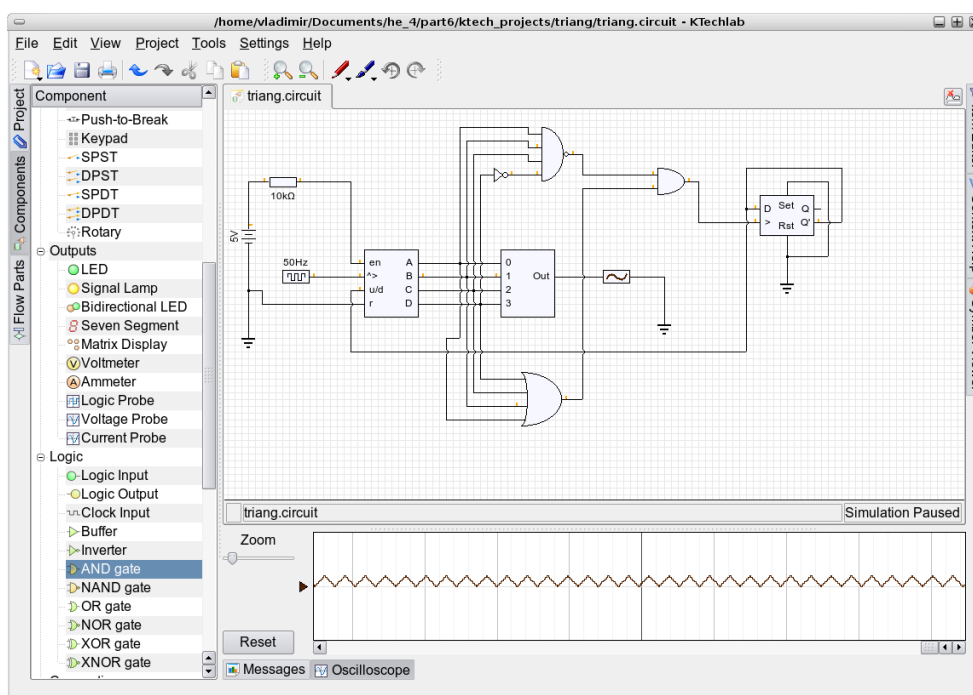 /home/vladimir/Documents/he_4/part6/ktech_projects/triang/triang.circuit - KTechlab
File Edit View Project Tools Settings Help
Project
Components
Flow Parts
Component
Push-to-Break
Keypad
SPST
DPST
SPDT
DPDT
Rotary
Outputs
LED
Signal Lamp
Bidirectional LED
Seven Segment
Matrix Display
Voltmeter
Ammeter
Logic Probe
Voltage Probe
Current Probe
Logic
Logic Input
Logic Output
Clock Input
Buffer
Inverter
AND gate
NAND gate
OR gate
NOR gate
XOR gate
XNOR gate
triang.circuit
10kΩ
5V
50Hz
en A
^> B
u/d C
r D
0
1 Out
2
3
D Set Q
> Rst Q'
triang.circuit Simulation Paused
Zoom
Reset
Messages Oscilloscope